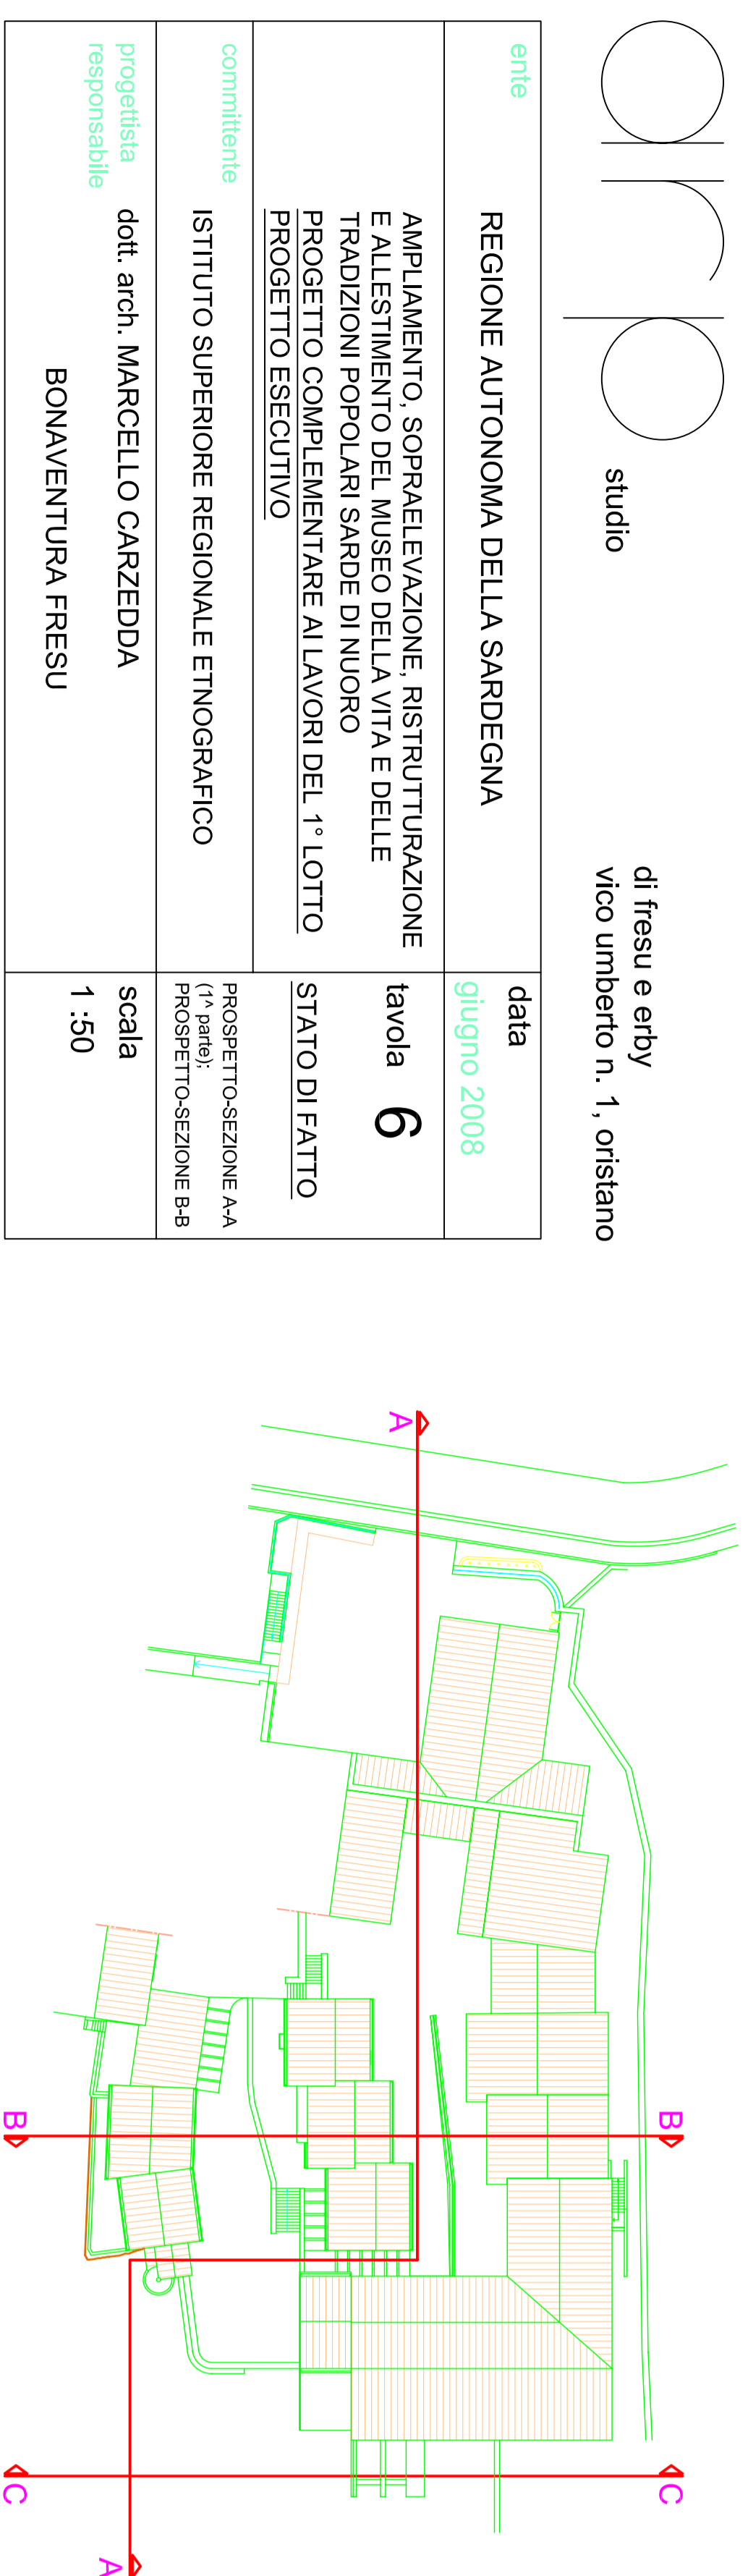 arp
studio
di fresu e erby
vico umberto n. 1, oristano
ente
REGIONE AUTONOMA DELLA SARDEGNA
data
giugno 2008
AMPLIAMENTO, SOPRAELEVAZIONE, RISTRUTTURAZIONE
E ALLESTIMENTO DEL MUSEO DELLA VITA E DELLE
TRADIZIONI POPOLARI SARDE DI NUORO
PROGETTO COMPLEMENTARE AI LAVORI DEL 1° LOTTO
PROGETTO ESECUTIVO
tavola 6
STATO DI FATTO
committente
ISTITUTO SUPERIORE REGIONALE ETNOGRAFICO
PROSPETTO-SEZIONE A-A
(1^ parte);
PROSPETTO-SEZIONE B-B
progettista
responsabile
dott. arch. MARCELLO CARZEDDA
BONAVENTURA FRESU
scala
1 :50
A
B
C
B
C
A